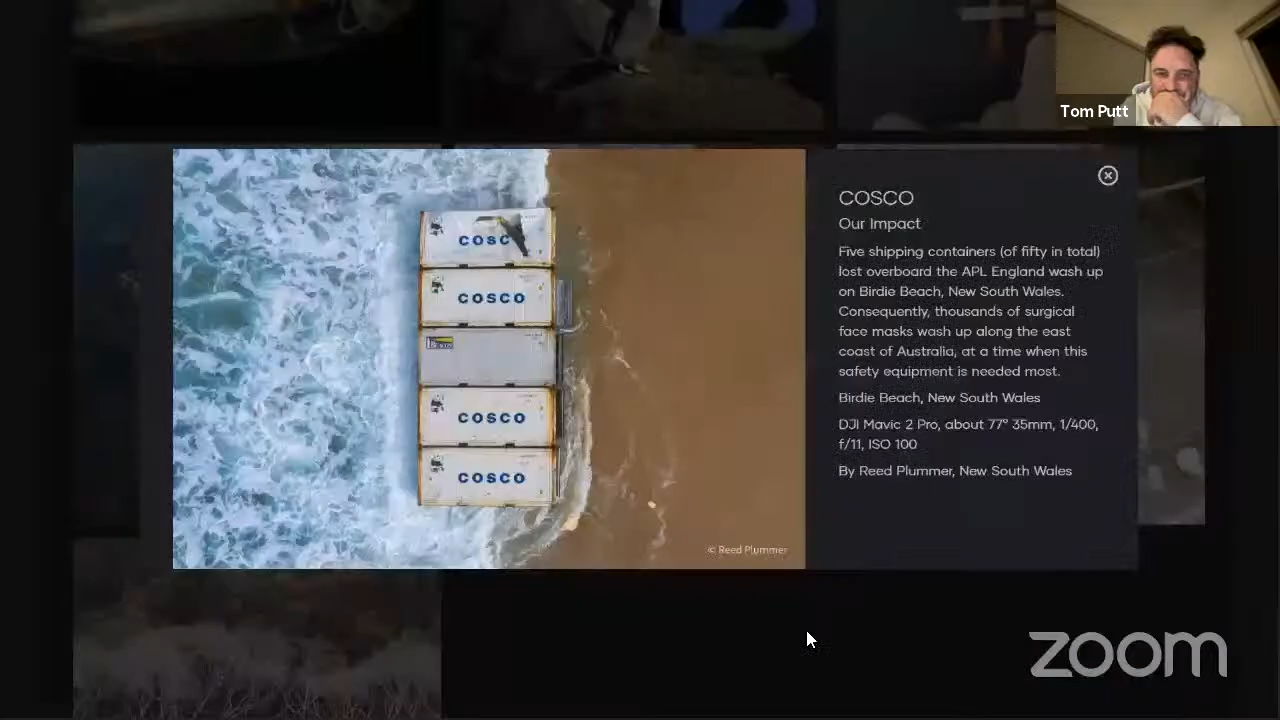 Tom Putt
COSCO
Our Impact
Five shipping containers (of fifty in total)
lost overboard the APL England wash up
on Birdie Beach, New South Wales.
Consequently, thousands of surgical
face masks wash up along the east
coast of Australia, at a time when this
safety equipment is needed most.
Birdie Beach, New South Wales
DJI Mavic 2 Pro, about 77° 35mm, 1/400,
f/11, ISO 100
By Reed Plummer, New South Wales
COSC
COSCO
COSCO
COSCO
© Reed Plummer
zoom